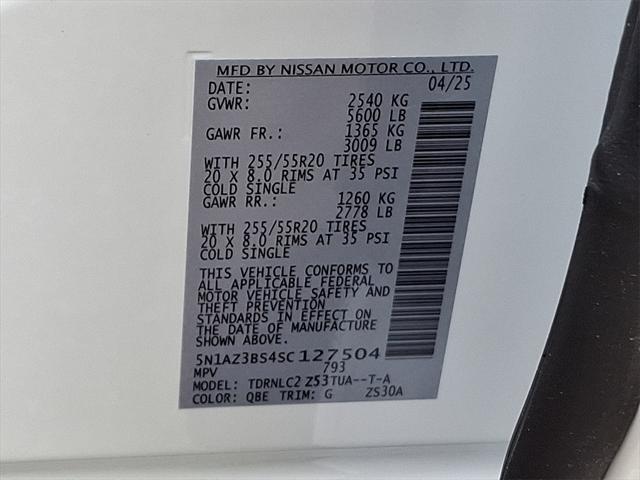 MFD BY NISSAN MOTOR CO., LTD.
DATE: 04/25
GVWR: 2540 KG
5600 LB
GAWR FR.: 1365 KG
3009 LB
WITH 255/55R20 TIRES
20 X 8.0 RIMS AT 35 PSI
COLD SINGLE
GAWR RR.: 1260 KG
2778 LB
WITH 255/55R20 TIRES
20 X 8.0 RIMS AT 35 PSI
COLD SINGLE
THIS VEHICLE CONFORMS TO
ALL APPLICABLE FEDERAL
MOTOR VEHICLE SAFETY AND
THEFT PREVENTION
STANDARDS IN EFFECT ON
THE DATE OF MANUFACTURE
SHOWN ABOVE.
5N1AZ3BS4SC127504
MPV 793
MODEL: TDRNLC2 Z53TUA--T-A
COLOR: QBE TRIM: G ZS30A